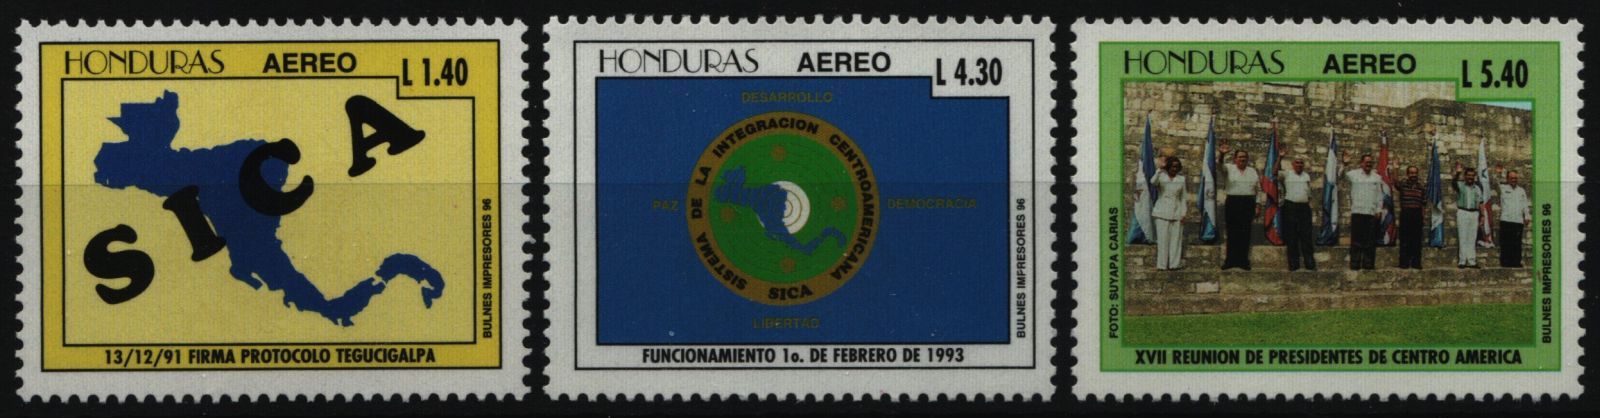 HONDURAS AEREO L 1.40
SICA
BULNES IMPRESORES 96
13/12/91 FIRMA PROTOCOLO TEGUCIGALPA
HONDURAS AEREO L 4.30
DESARROLLO
SISTEMA DE LA INTEGRACION CENTROAMERICANA
PAZ
DEMOCRACIA
SICA
LIBERTAD
BULNES IMPRESORES 96
FUNCIONAMIENTO 1o. DE FEBRERO DE 1993
HONDURAS AEREO L 5.40
FOTO: SUYAPA CARIAS
BULNES IMPRESORES 96
XVII REUNION DE PRESIDENTES DE CENTRO AMERICA